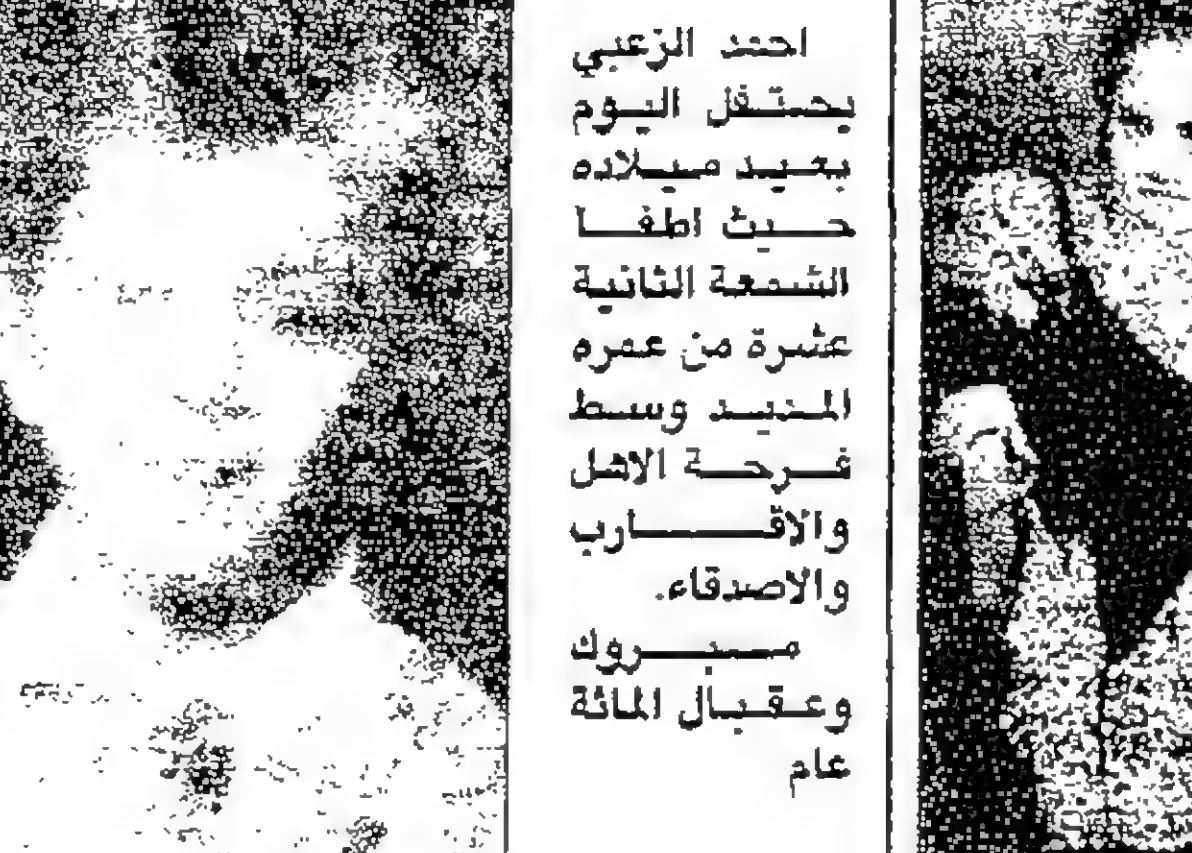 احمد الزعبي
يحتفل اليوم
بعيد ميلاده
حيث اطفا
الشمعة الثانية
عشرة من عمره
المديد وسط
فرحة الاهل
والاقارب
والاصدقاء.
مبروك
وعقبال المائة
عام